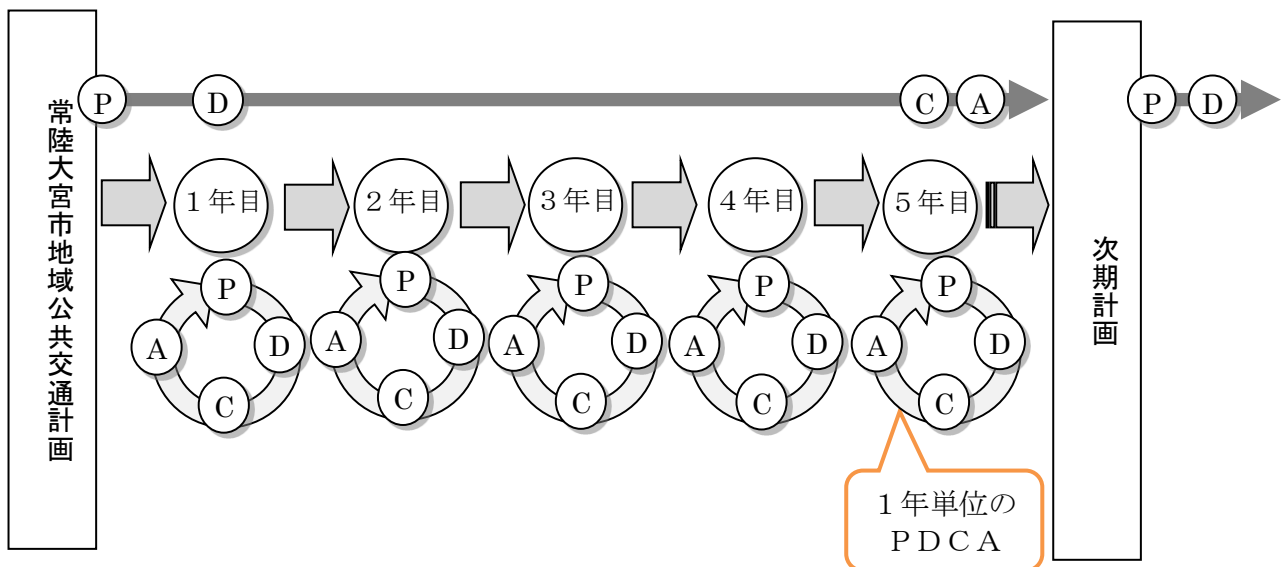 常陸大宮市地域公共交通計画
P D C A
P D
１年目 ２年目 ３年目 ４年目 ５年目
次期計画
P P P P P
A D A D A D A D A D
C C C C C
１年単位の
ＰＤＣＡ